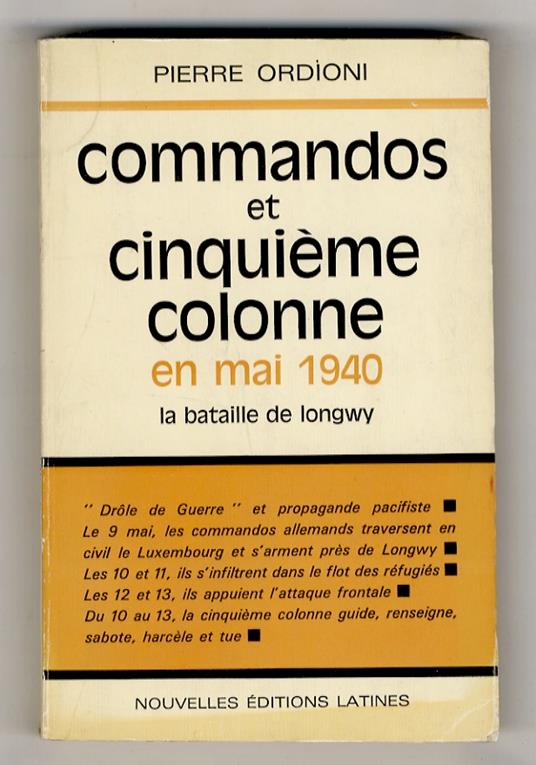 PIERRE ORDİONI
commandos
et
cinquième
colonne
en mai 1940
la bataille de longwy
" Drôle de Guerre " et propagande pacifiste ■
Le 9 mai, les commandos allemands traversent en
civil le Luxembourg et s'arment près de Longwy ■
Les 10 et 11, ils s'infiltrent dans le flot des réfugiés ■
Les 12 et 13, ils appuient l'attaque frontale ■
Du 10 au 13, la cinquième colonne guide, renseigne,
sabote, harcèle et tue ■
NOUVELLES ÉDITIONS LATINES